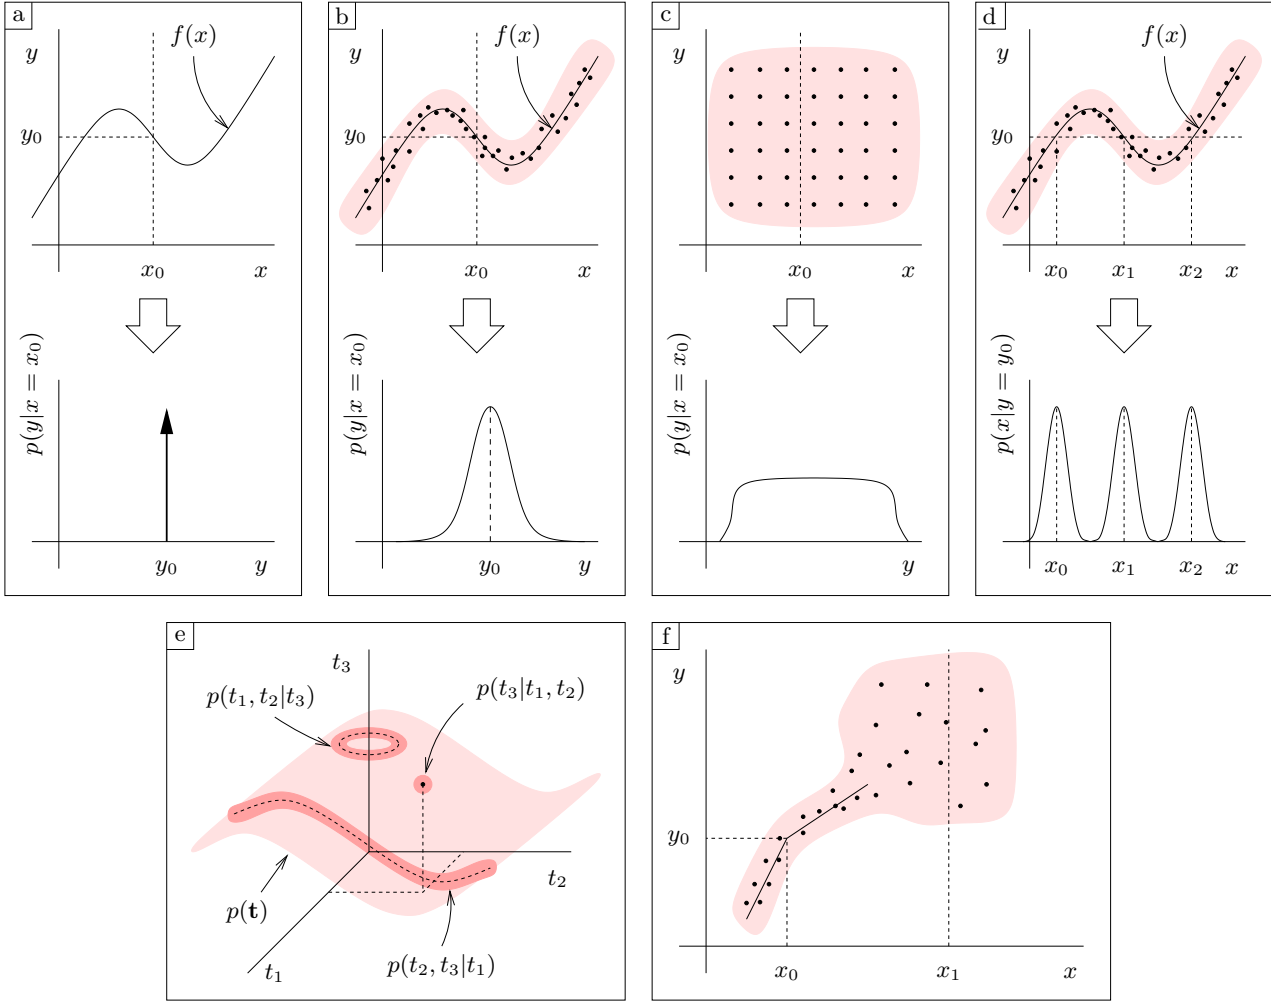 a
y
f(x)
y₀
x₀
x
p(y|x = x₀)
y₀
y
b
y
f(x)
y₀
x₀
x
p(y|x = x₀)
y₀
y
c
y
x₀
x
p(y|x = x₀)
y
d
y
f(x)
y₀
x₀ x₁ x₂ x
p(x|y = y₀)
x₀ x₁ x₂ x
e
t₃
p(t₁, t₂|t₃)
p(t₃|t₁, t₂)
t₂
p(𝐭)
p(t₂, t₃|t₁)
t₁
f
y
y₀
x₀ x₁ x